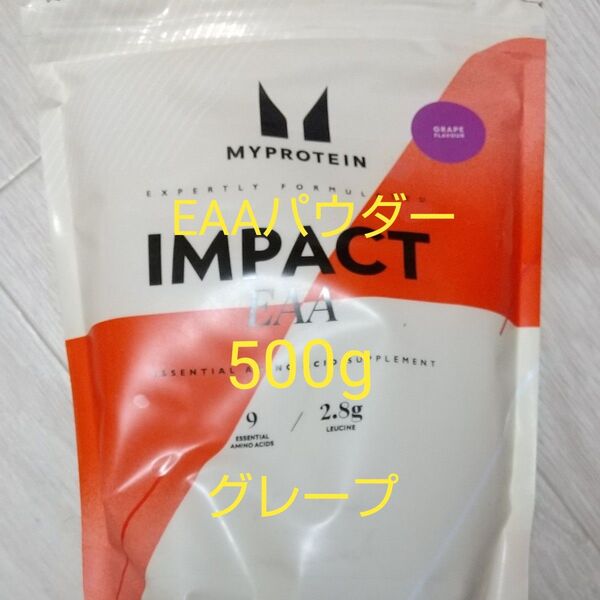 GRAPE
FLAVOUR
MYPROTEIN
EXPERTLY FORMULATED
EAAパウダー
IMPACT
EAA
500g
ESSENTIAL AMINO ACID SUPPLEMENT
9 / 2.8g
ESSENTIAL AMINO ACIDS LEUCINE
グレープ